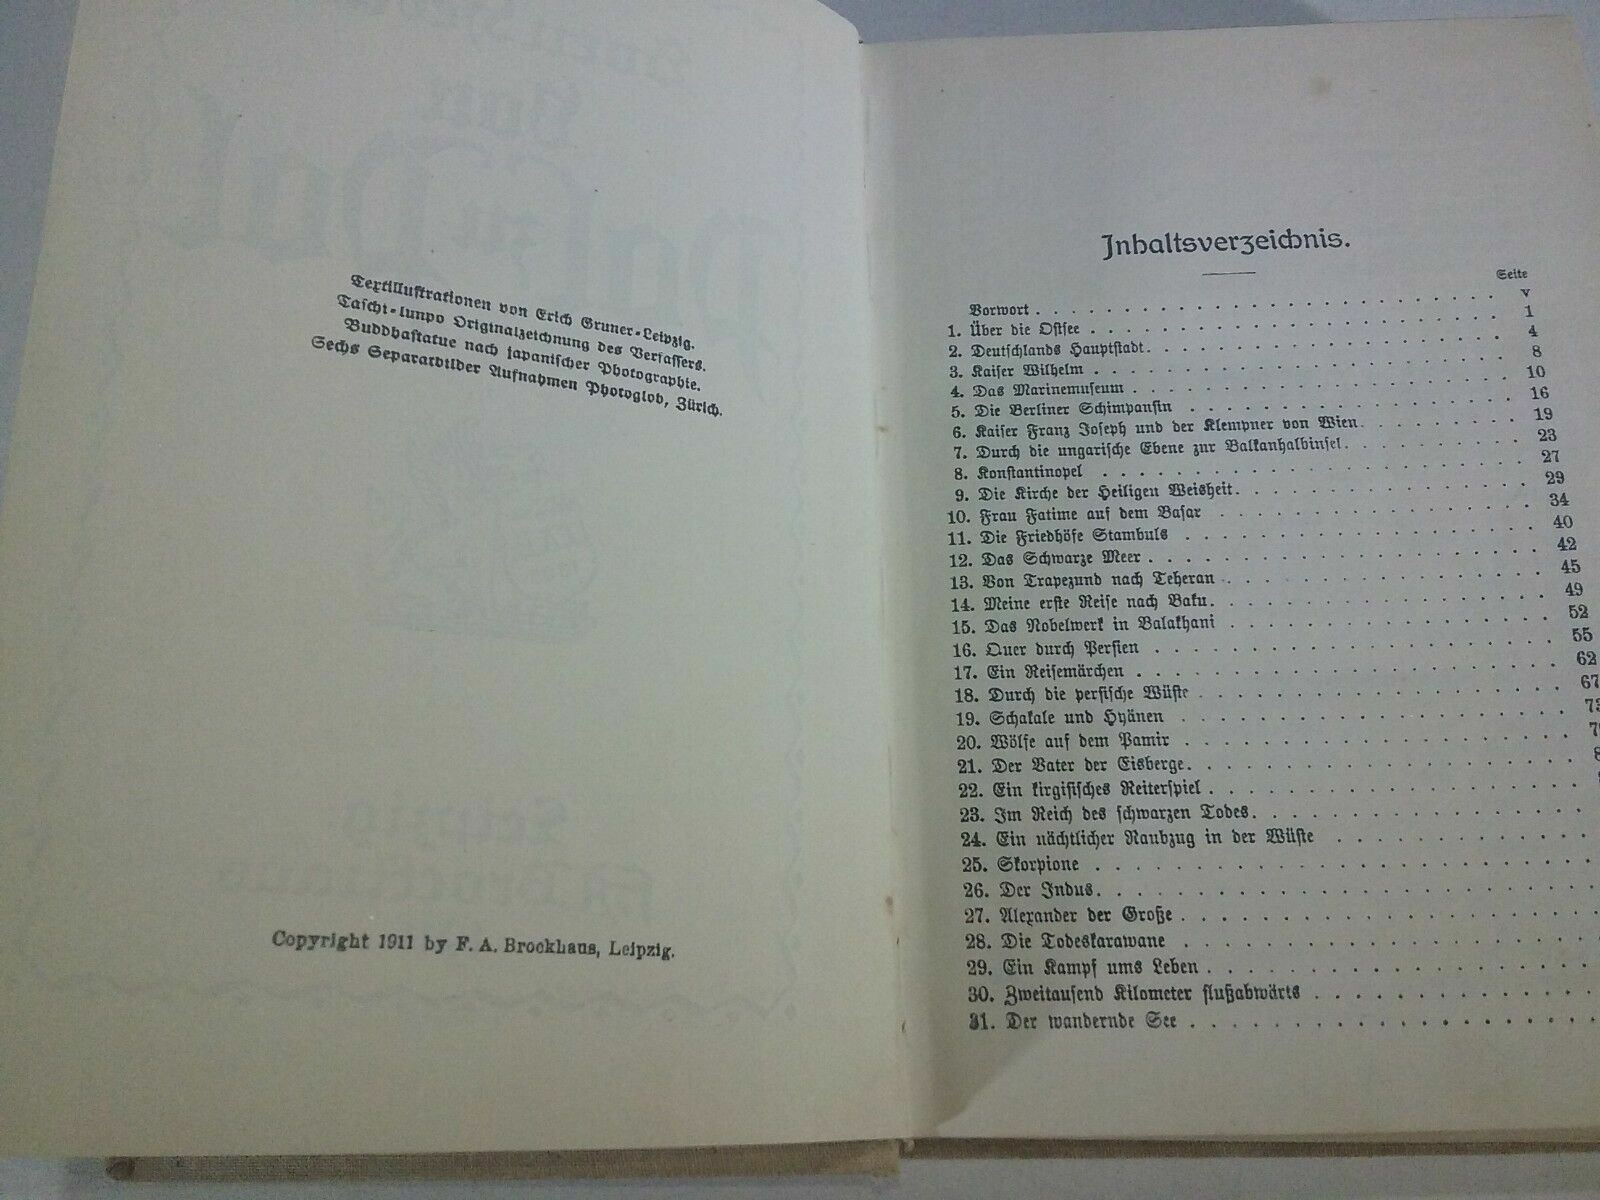 Textillustrationen von Erich Gruner-Leipzig.
Tascht-lunpo Originalzeichnung des Verfassers.
Buddhastatue nach japanischer Photographie.
Sechs Separatbilder Aufnahmen Photoglob, Zürich.
Copyright 1911 by F. A. Brockhaus, Leipzig.
Inhaltsverzeichnis.
Seite
Vorwort . . . . . . . . . . V
1. Über die Ostsee . . . . . . . . . . 1
2. Deutschlands Hauptstadt . . . . . . . . . . 4
3. Kaiser Wilhelm . . . . . . . . . . 8
4. Das Marinemuseum . . . . . . . . . . 10
5. Die Berliner Schimpansin . . . . . . . . . . 16
6. Kaiser Franz Joseph und der Klempner von Wien . . . . . . . . . . 19
7. Durch die ungarische Ebene zur Balkanhalbinsel . . . . . . . . . . 23
8. Konstantinopel . . . . . . . . . . 27
9. Die Kirche der Heiligen Weisheit . . . . . . . . . . 29
10. Frau Fatime auf dem Basar . . . . . . . . . . 34
11. Die Friedhöfe Stambuls . . . . . . . . . . 40
12. Das Schwarze Meer . . . . . . . . . . 42
13. Von Trapezund nach Teheran . . . . . . . . . . 45
14. Meine erste Reise nach Baku . . . . . . . . . . 49
15. Das Nobelwerk in Balakhani . . . . . . . . . . 52
16. Quer durch Persien . . . . . . . . . . 55
17. Ein Reisemärchen . . . . . . . . . . 62
18. Durch die persische Wüste . . . . . . . . . . 67
19. Schakale und Hyänen . . . . . . . . . . 73
20. Wölfe auf dem Pamir . . . . . . . . . .
21. Der Vater der Eisberge . . . . . . . . . .
22. Ein kirgisisches Reiterspiel . . . . . . . . . .
23. Im Reich des schwarzen Todes . . . . . . . . . .
24. Ein nächtlicher Raubzug in der Wüste . . . . . . . . . .
25. Skorpione . . . . . . . . . .
26. Der Indus . . . . . . . . . .
27. Alexander der Große . . . . . . . . . .
28. Die Todeskarawane . . . . . . . . . .
29. Ein Kampf ums Leben . . . . . . . . . .
30. Zweitausend Kilometer flußabwärts . . . . . . . . . .
31. Der wandernde See . . . . . . . . . .